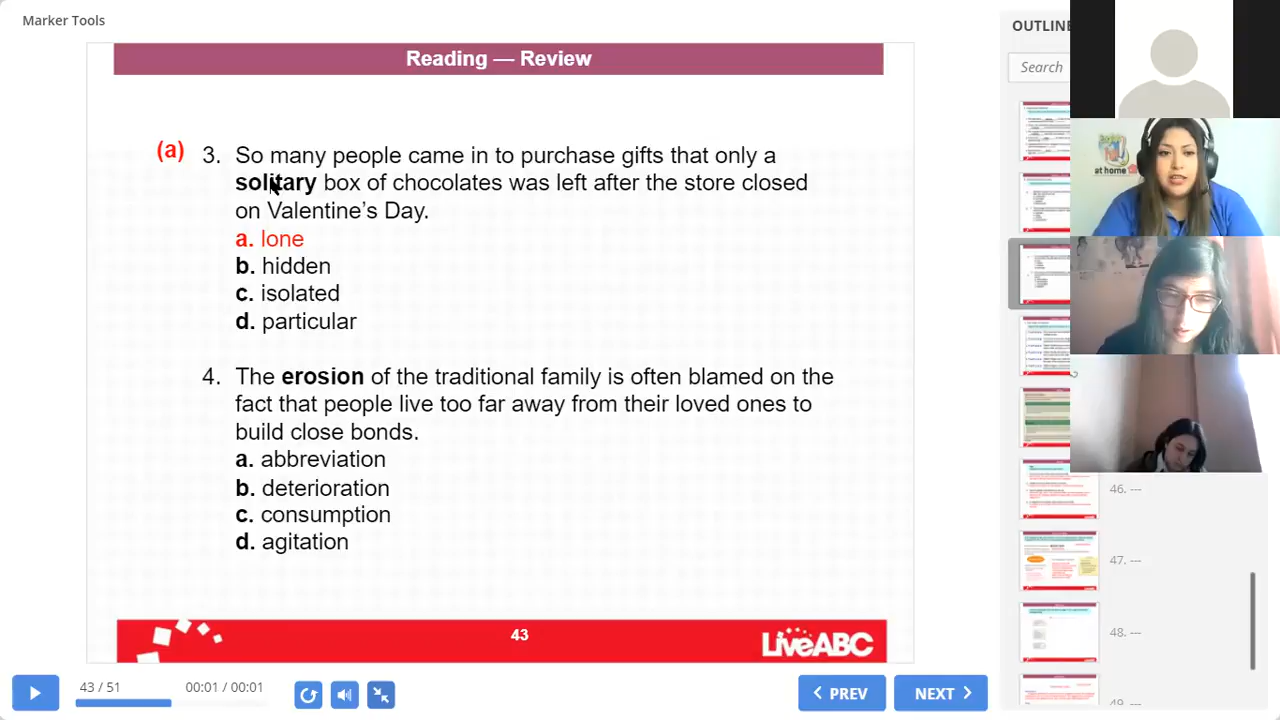 Marker Tools
OUTLINE
Search
Reading — Review
(a) 3. So many people came in to purchase gifts that only a
solitary box of chocolates was left after the store closed
on Valentine's Day.
a. lone
b. hidden
c. isolated
d. particular
4. The erosion of the traditional family is often blamed on the
fact that people live too far away from their loved ones to
build close bonds.
a. abbreviation
b. deterioration
c. consumption
d. agitation
43
LiveABC
at home
46. ---
47. ---
48. ---
49. ---
43 / 51
00:01 / 00:01
PREV
NEXT